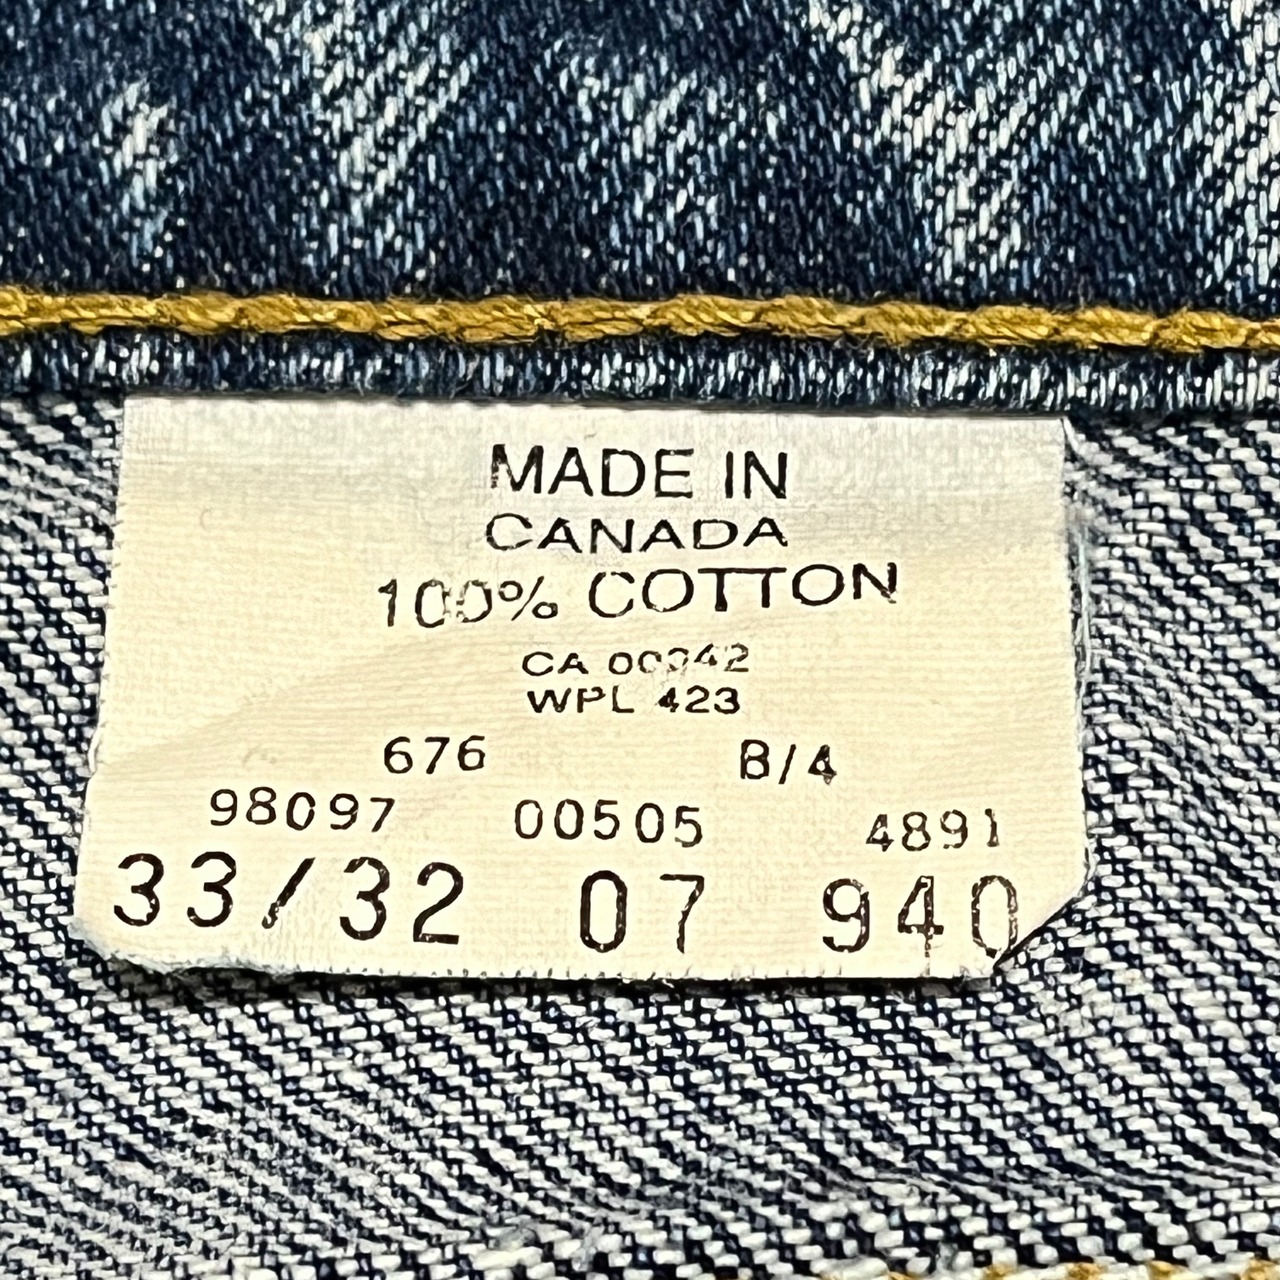 MADE IN
CANADA
100% COTTON
CA 00342
WPL 423
676 B/4
98097 00505 4891
33/32 07 940